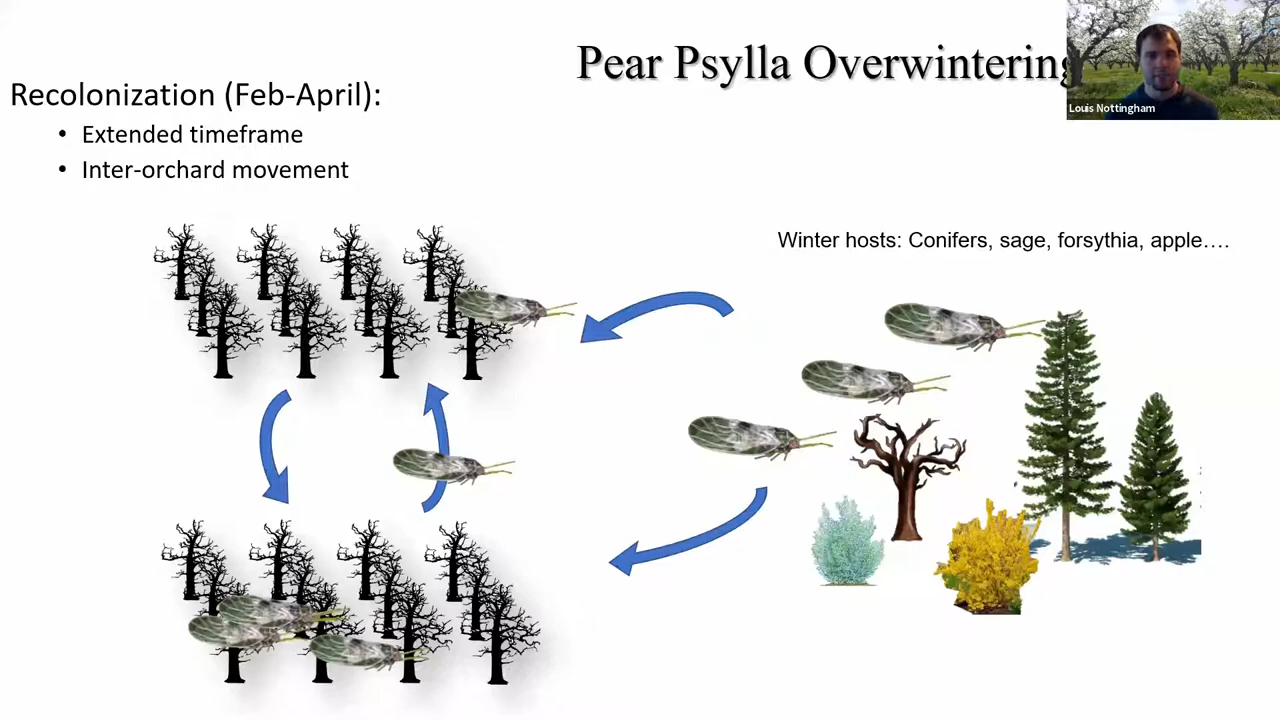 Pear Psylla Overwintering
Louis Nottingham
Recolonization (Feb-April):
• Extended timeframe
• Inter-orchard movement
Winter hosts: Conifers, sage, forsythia, apple….